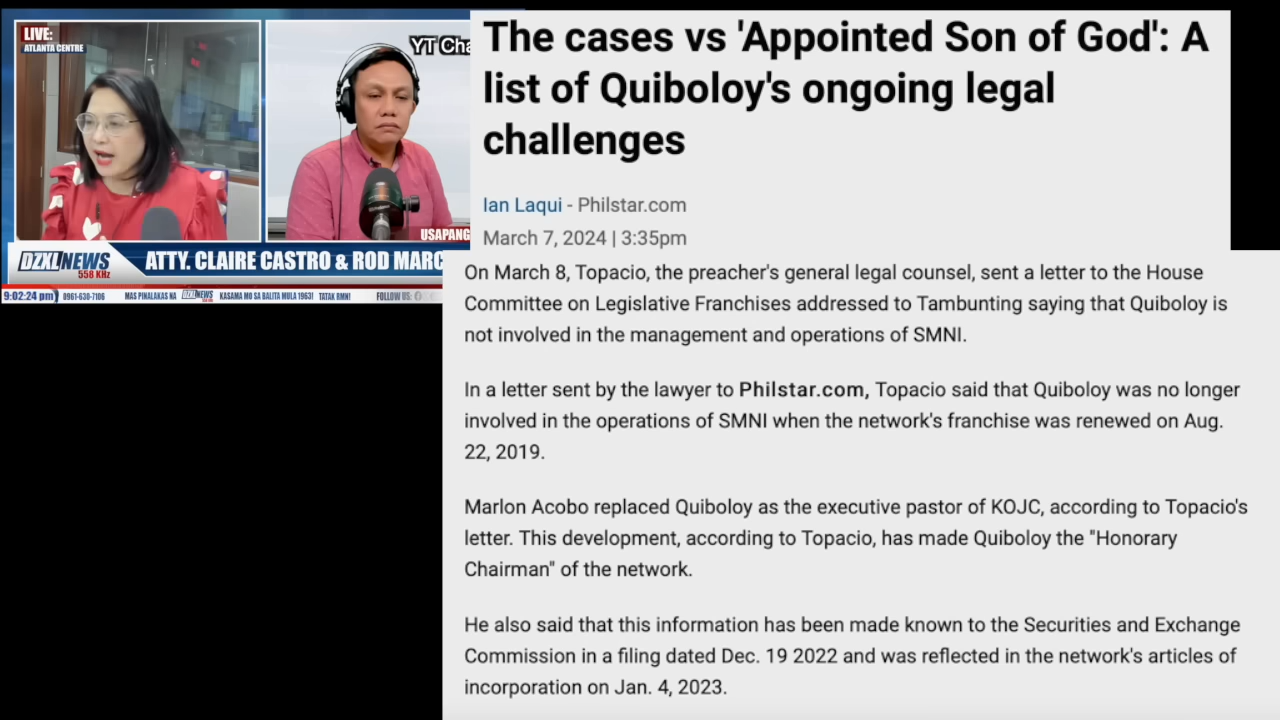 LIVE:
ATLANTA CENTRE
YT Cha
USAPANG
DZXL NEWS
558 KHz
ATTY. CLAIRE CASTRO & ROD MARC
9:02:24 pm
0961-630-7106
MAS PINALAKAS NA
DZXL NEWS
KASAMA MO SA BALITA MULA 1963!
TATAK RMN!
FOLLOW US:
The cases vs 'Appointed Son of God': A
list of Quiboloy's ongoing legal
challenges
Ian Laqui - Philstar.com
March 7, 2024 | 3:35pm
On March 8, Topacio, the preacher's general legal counsel, sent a letter to the House
Committee on Legislative Franchises addressed to Tambunting saying that Quiboloy is
not involved in the management and operations of SMNI.
In a letter sent by the lawyer to Philstar.com, Topacio said that Quiboloy was no longer
involved in the operations of SMNI when the network's franchise was renewed on Aug.
22, 2019.
Marlon Acobo replaced Quiboloy as the executive pastor of KOJC, according to Topacio's
letter. This development, according to Topacio, has made Quiboloy the "Honorary
Chairman" of the network.
He also said that this information has been made known to the Securities and Exchange
Commission in a filing dated Dec. 19 2022 and was reflected in the network's articles of
incorporation on Jan. 4, 2023.